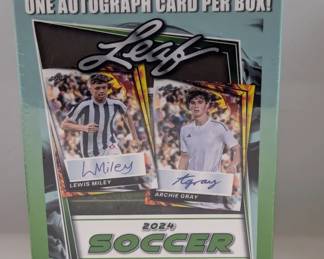 ONE AUTOGRAPH CARD PER BOX!
Leaf
LMiley
LEWIS MILEY
Agray
ARCHIE GRAY
2024
SOCCER